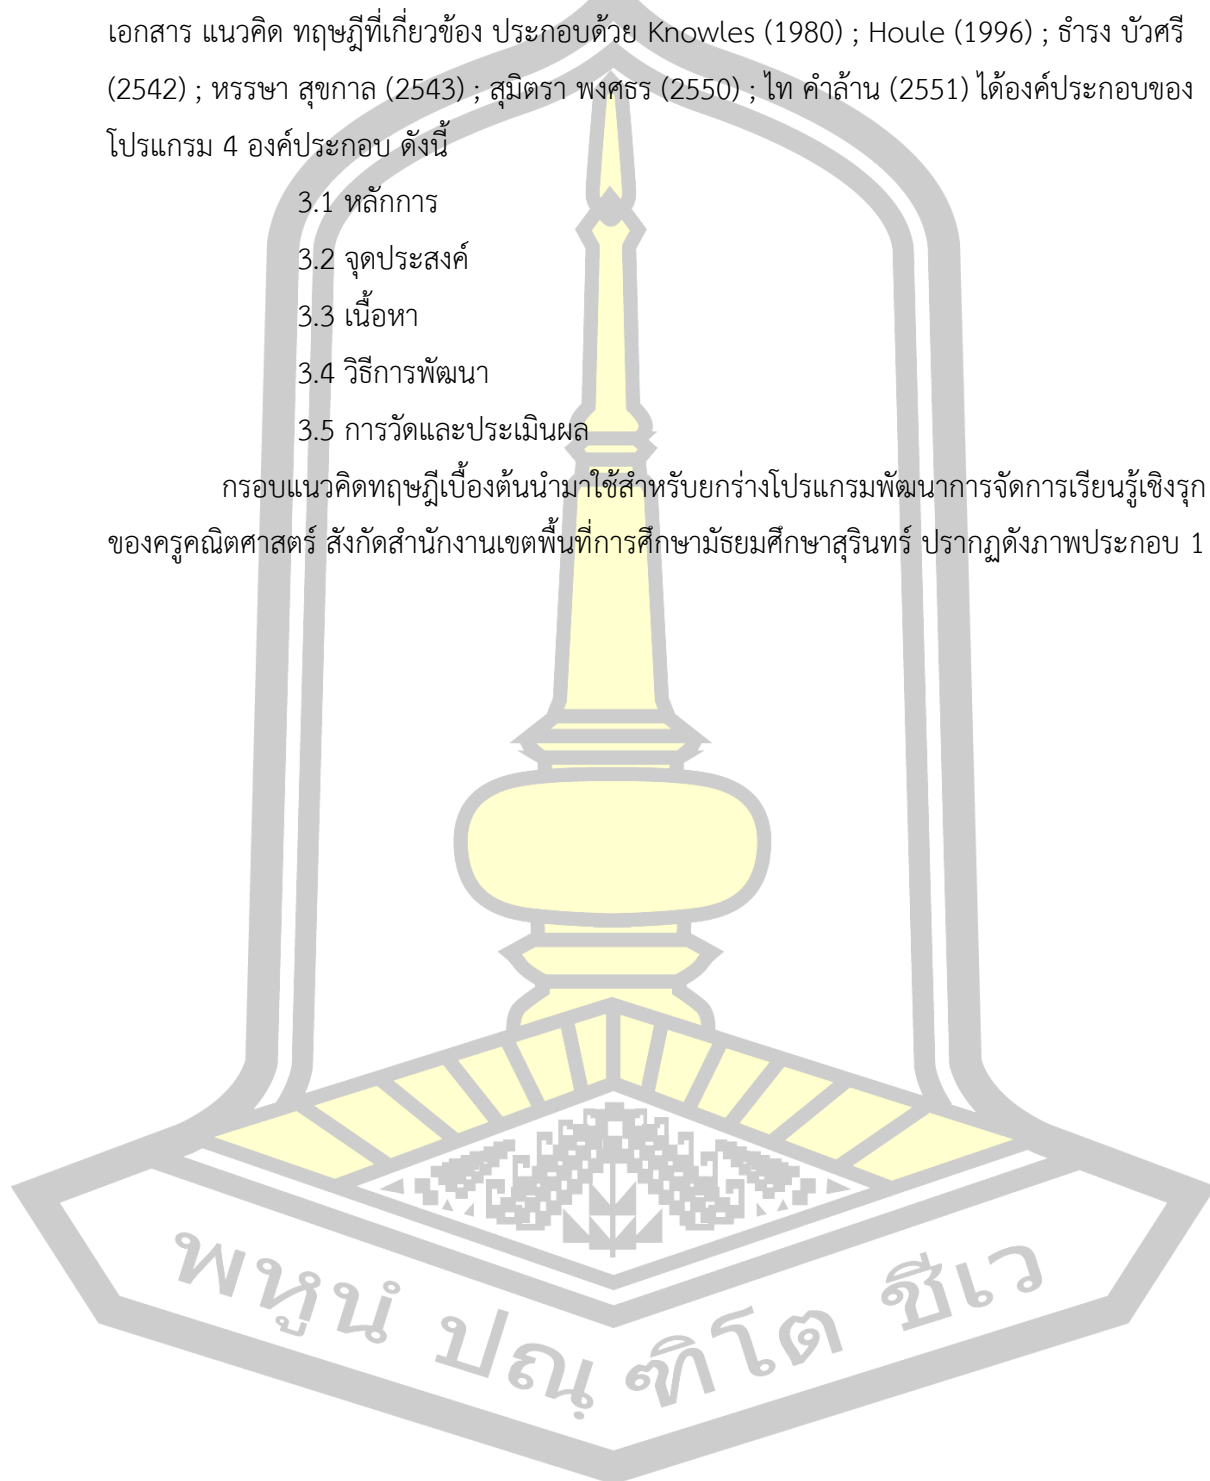 เอกสาร แนวคิด ทฤษฎีที่เกี่ยวข้อง ประกอบด้วย Knowles (1980) ; Houle (1996) ; ธำรง บัวศรี
(2542) ; หรรษา สุขกาล (2543) ; สุมิตรา พงศธร (2550) ; ไท คำล้าน (2551) ได้องค์ประกอบของ
โปรแกรม 4 องค์ประกอบ ดังนี้
3.1 หลักการ
3.2 จุดประสงค์
3.3 เนื้อหา
3.4 วิธีการพัฒนา
3.5 การวัดและประเมินผล
กรอบแนวคิดทฤษฎีเบื้องต้นนำมาใช้สำหรับยกร่างโปรแกรมพัฒนาการจัดการเรียนรู้เชิงรุก
ของครูคณิตศาสตร์ สังกัดสำนักงานเขตพื้นที่การศึกษามัธยมศึกษาสุรินทร์ ปรากฏดังภาพประกอบ 1
พหูนํ ปณฺฑิโต ชีเว